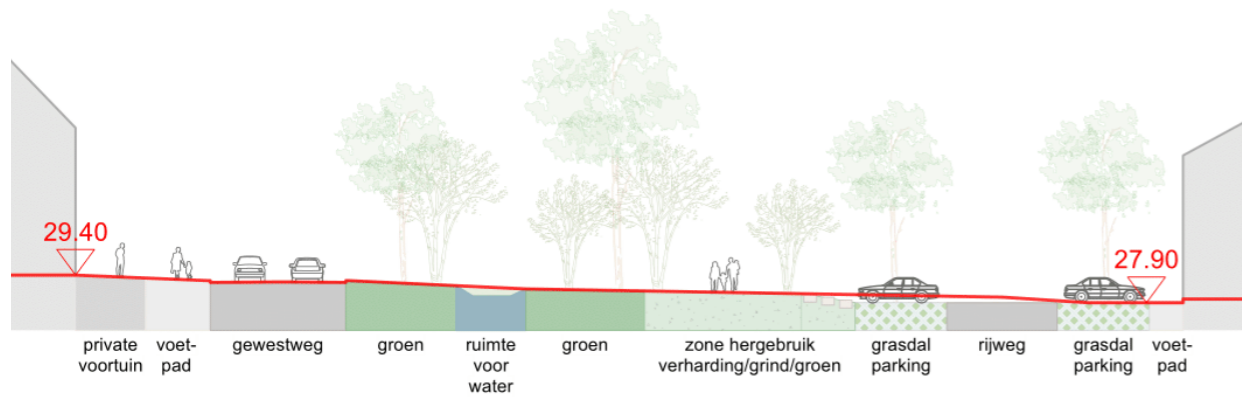 29.40
27.90
private
voortuin
voet-
pad
gewestweg
groen
ruimte
voor
water
groen
zone hergebruik
verharding/grind/groen
grasdal
parking
rijweg
grasdal
parking
voet-
pad